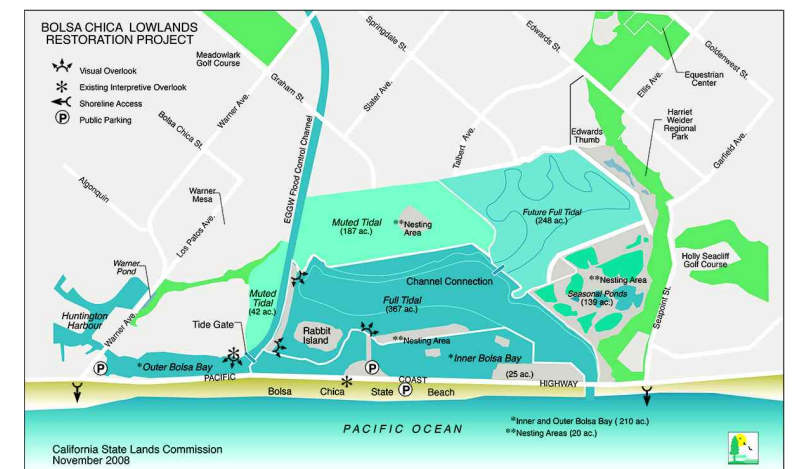 BOLSA CHICA LOWLANDS
RESTORATION PROJECT
Visual Overlook
Existing Interpretive Overlook
Shoreline Access
P Public Parking
Meadowlark
Golf Course
Springdale St.
Edwards St.
Goldenwest St.
Equestrian
Center
Graham St.
Warner Ave.
Slater Ave.
Ellis Ave.
Bolsa Chica St.
EGGW Flood Control Channel
Talbert Ave.
Edwards
Thumb
Harriet
Weider
Regional
Park
Garfield Ave.
Algonquin
Warner
Mesa
Los Patos Ave.
Muted Tidal
(187 ac.)
**Nesting
Area
Future Full Tidal
(248 ac.)
Holly Seacliff
Golf Course
Warner
Pond
Channel Connection
**Nesting Area
Seasonal Ponds
(139 ac.)
Muted
Tidal
(42 ac.)
Full Tidal
(367 ac.)
Seapoint St.
Huntington
Harbour
Warner Ave.
Tide Gate
Rabbit
Island
**Nesting Area
*Inner Bolsa Bay
*Outer Bolsa Bay
(25 ac.)
P
P
PACIFIC COAST HIGHWAY
Bolsa Chica State Beach
P
PACIFIC OCEAN
*Inner and Outer Bolsa Bay ( 210 ac.)
**Nesting Areas (20 ac.)
California State Lands Commission
November 2008